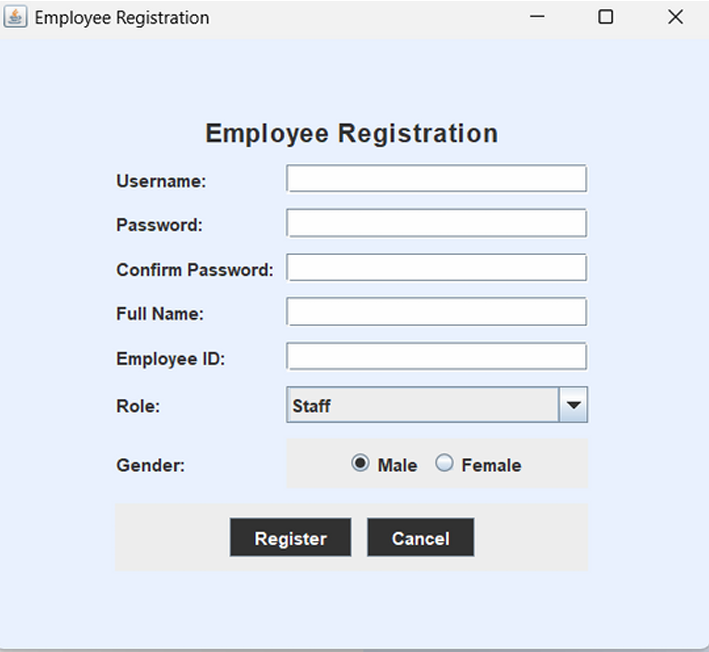 Employee Registration
Employee Registration
Username:
Password:
Confirm Password:
Full Name:
Employee ID:
Role: Staff
Gender: Male Female
Register Cancel